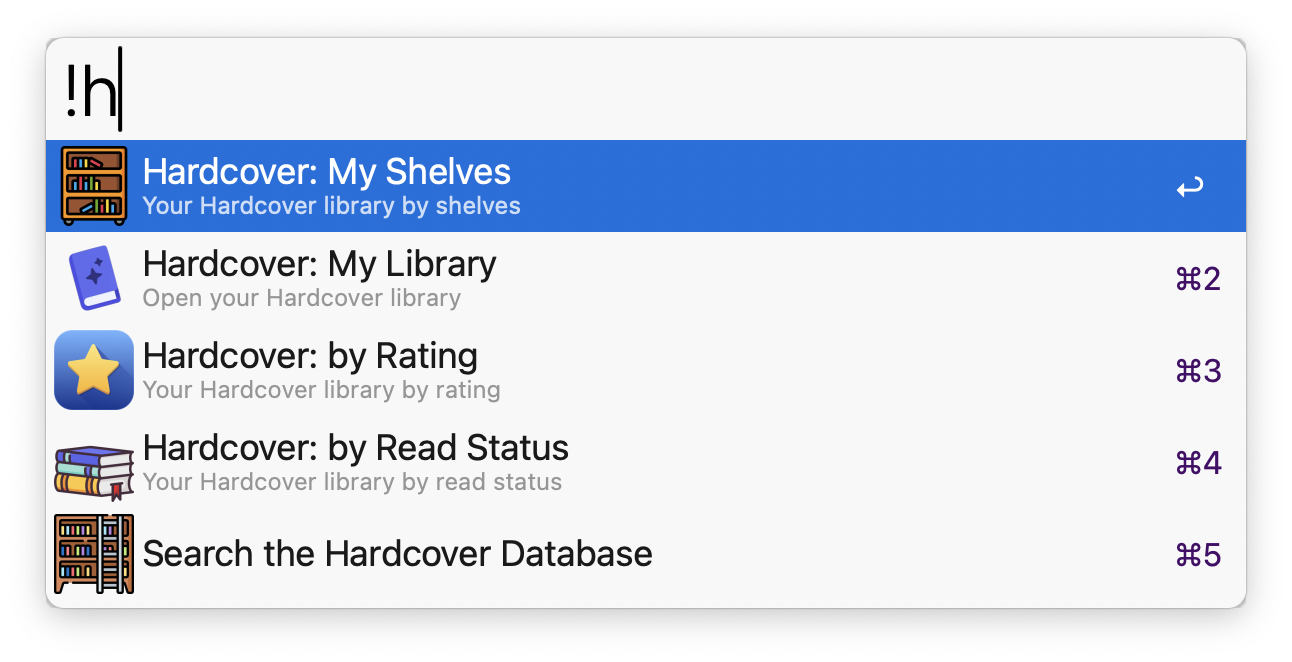 !h
Hardcover: My Shelves
Your Hardcover library by shelves
↩
Hardcover: My Library
Open your Hardcover library
⌘2
Hardcover: by Rating
Your Hardcover library by rating
⌘3
Hardcover: by Read Status
Your Hardcover library by read status
⌘4
Search the Hardcover Database
⌘5